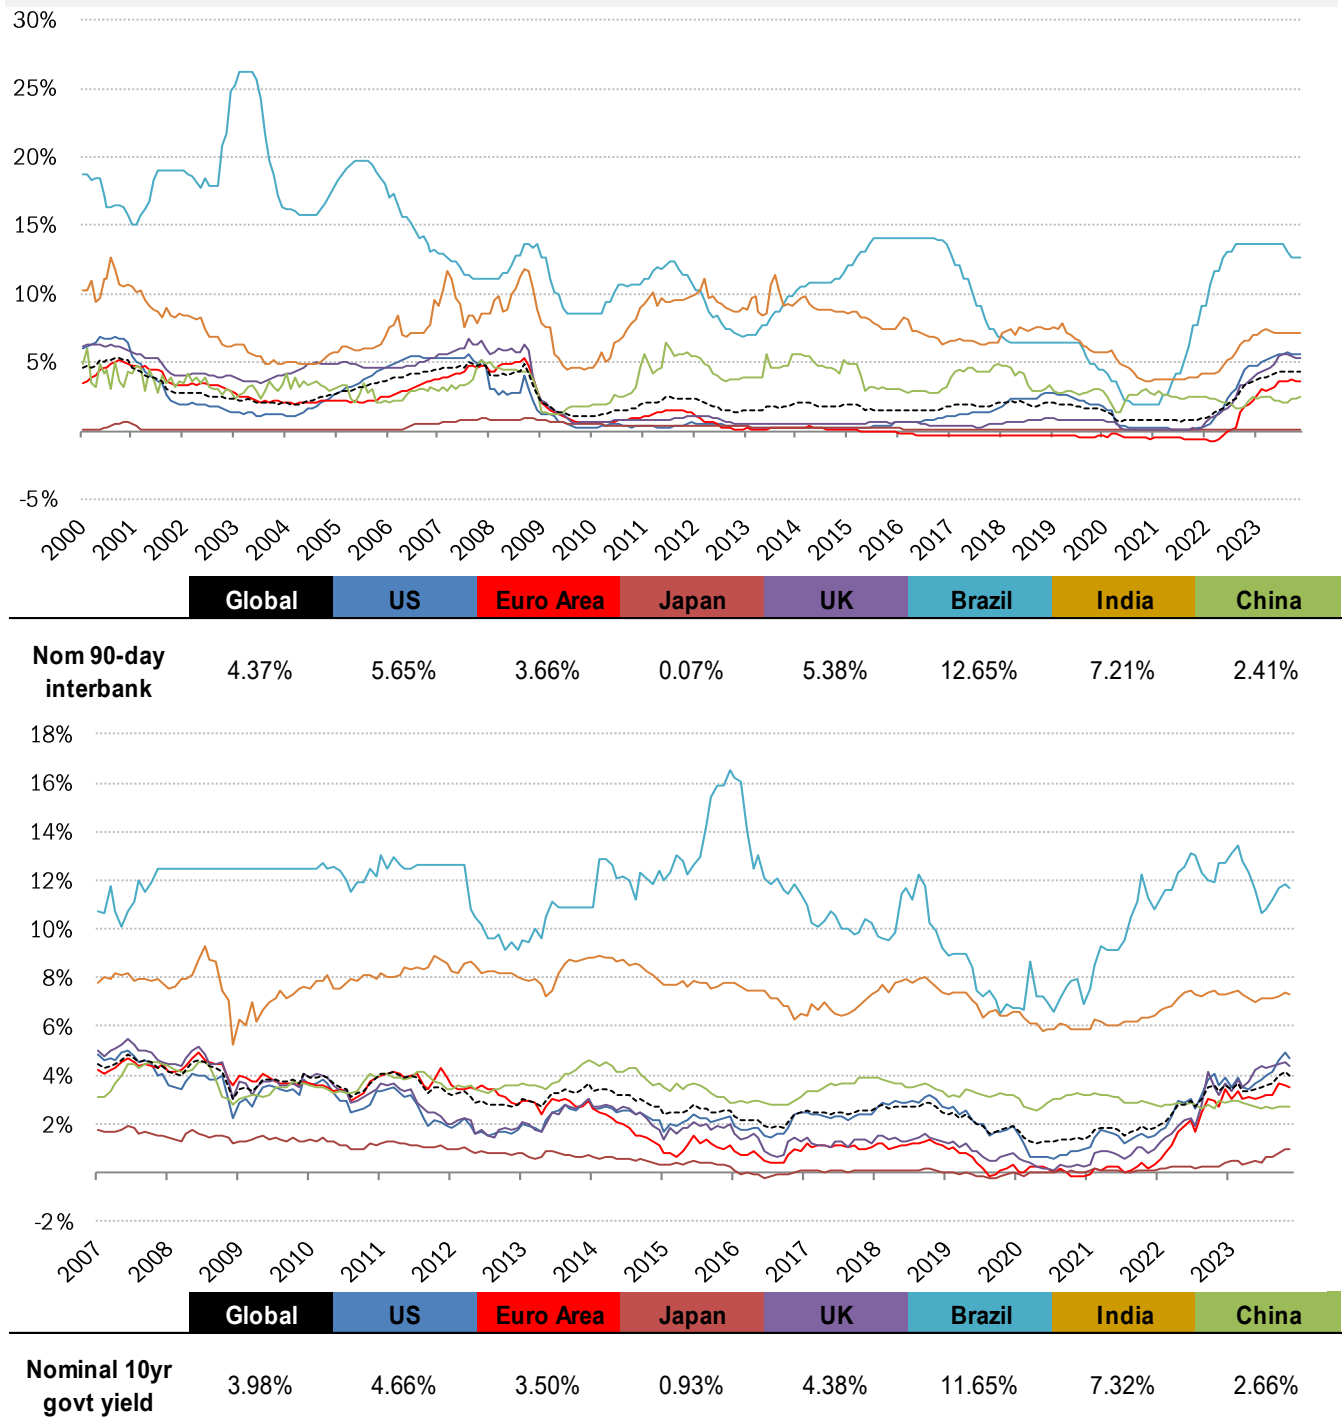 30%
25%
20%
15%
10%
5%
0%
-5%
2000 2001 2002 2003 2004 2005 2006 2007 2008 2009 2010 2011 2012 2013 2014 2015 2016 2017 2018 2019 2020 2021 2022 2023
Global US Euro Area Japan UK Brazil India China
Nom 90-day
interbank
4.37% 5.65% 3.66% 0.07% 5.38% 12.65% 7.21% 2.41%
18%
16%
14%
12%
10%
8%
6%
4%
2%
-2%
2007 2008 2009 2010 2011 2012 2013 2014 2015 2016 2017 2018 2019 2020 2021 2022 2023
Global US Euro Area Japan UK Brazil India China
Nominal 10yr
govt yield
3.98% 4.66% 3.50% 0.93% 4.38% 11.65% 7.32% 2.66%